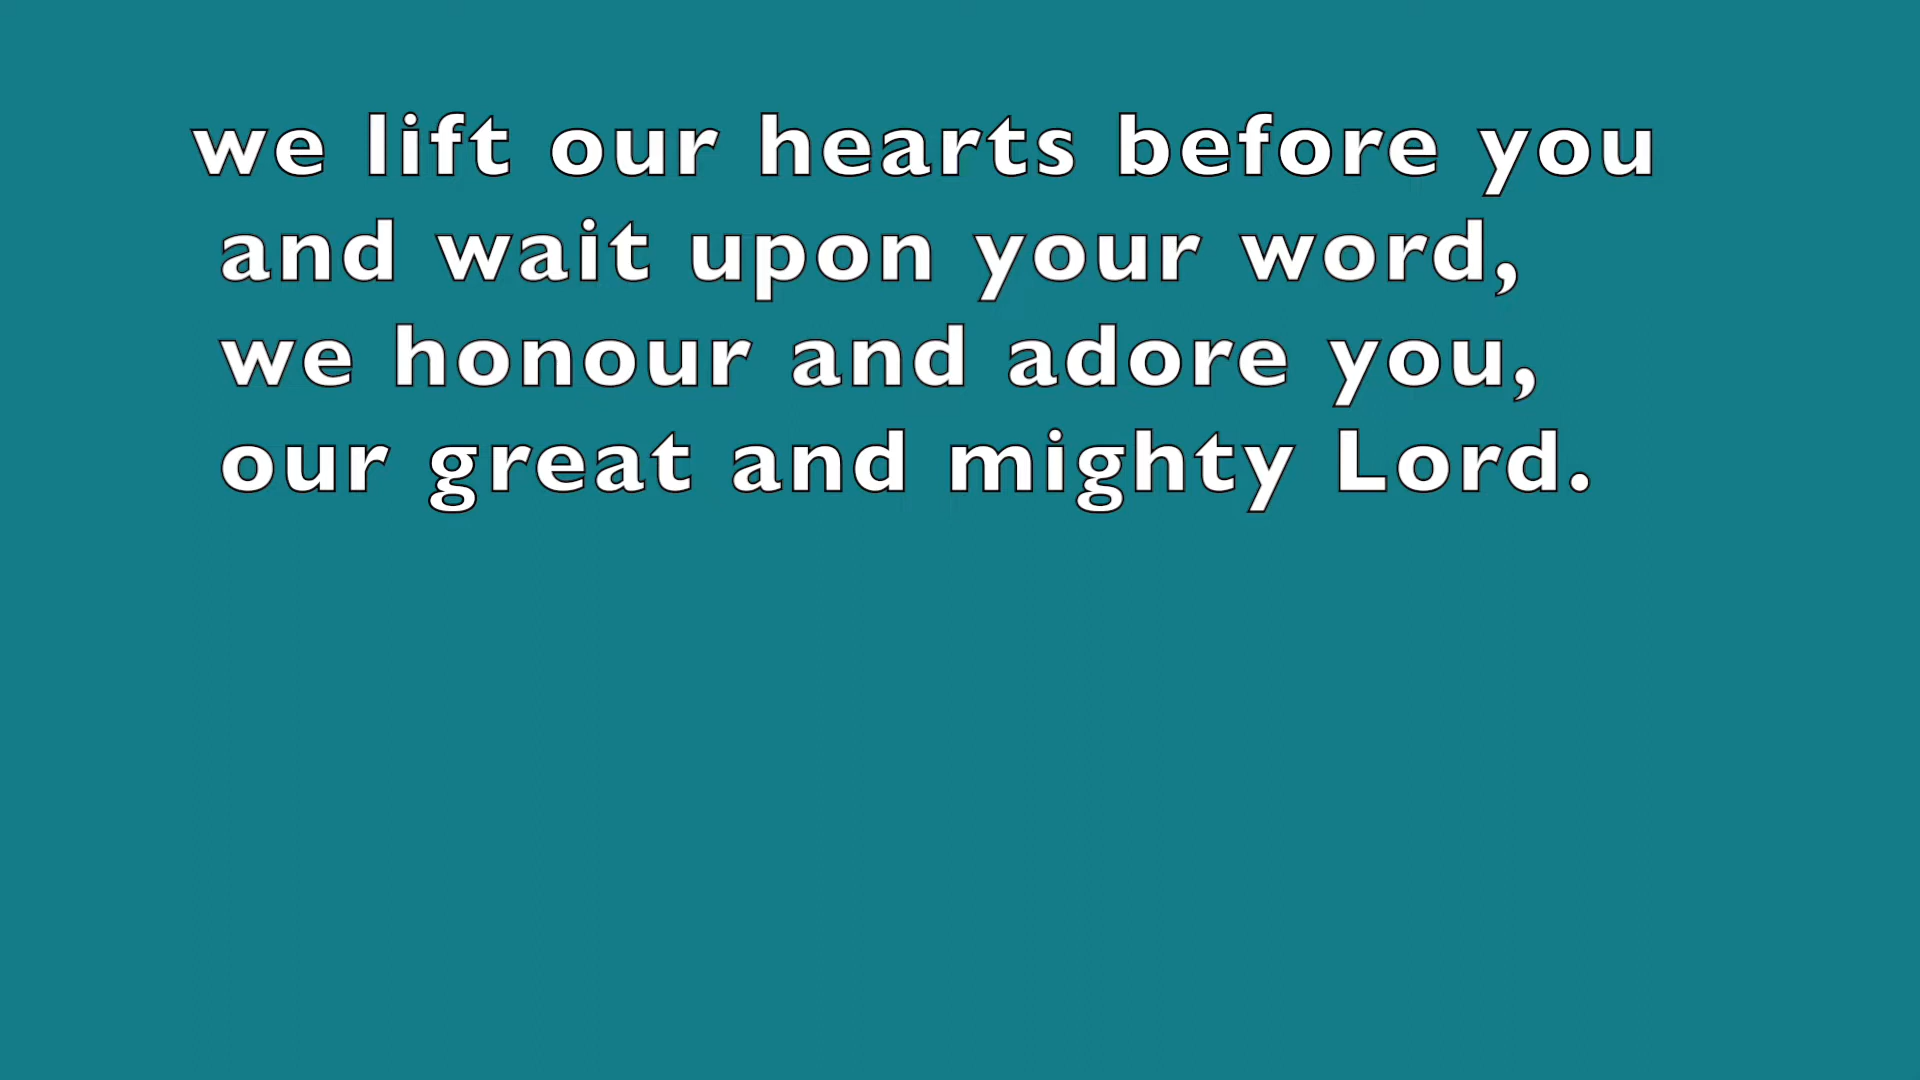 we lift our hearts before you
and wait upon your word,
we honour and adore you,
our great and mighty Lord.